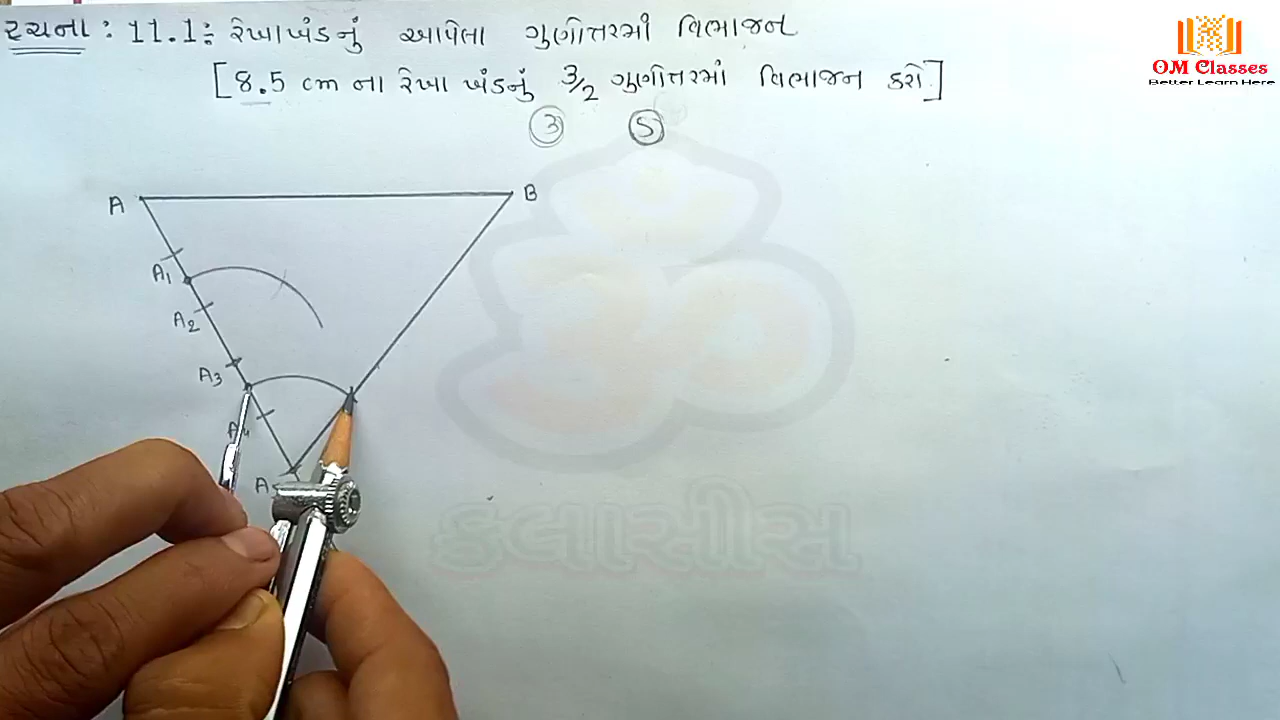 રચના : 11.1 : રેખાખંડનું આપેલા ગુણોત્તરમાં વિભાજન
[8.5 cm ના રેખા ખંડનું 3/2 ગુણોત્તરમાં વિભાજન કરો.]
3 5
OM Classes
Better Learn Here
A B
A1
A2
A3
A4
A
ૐ
કલાસીસ